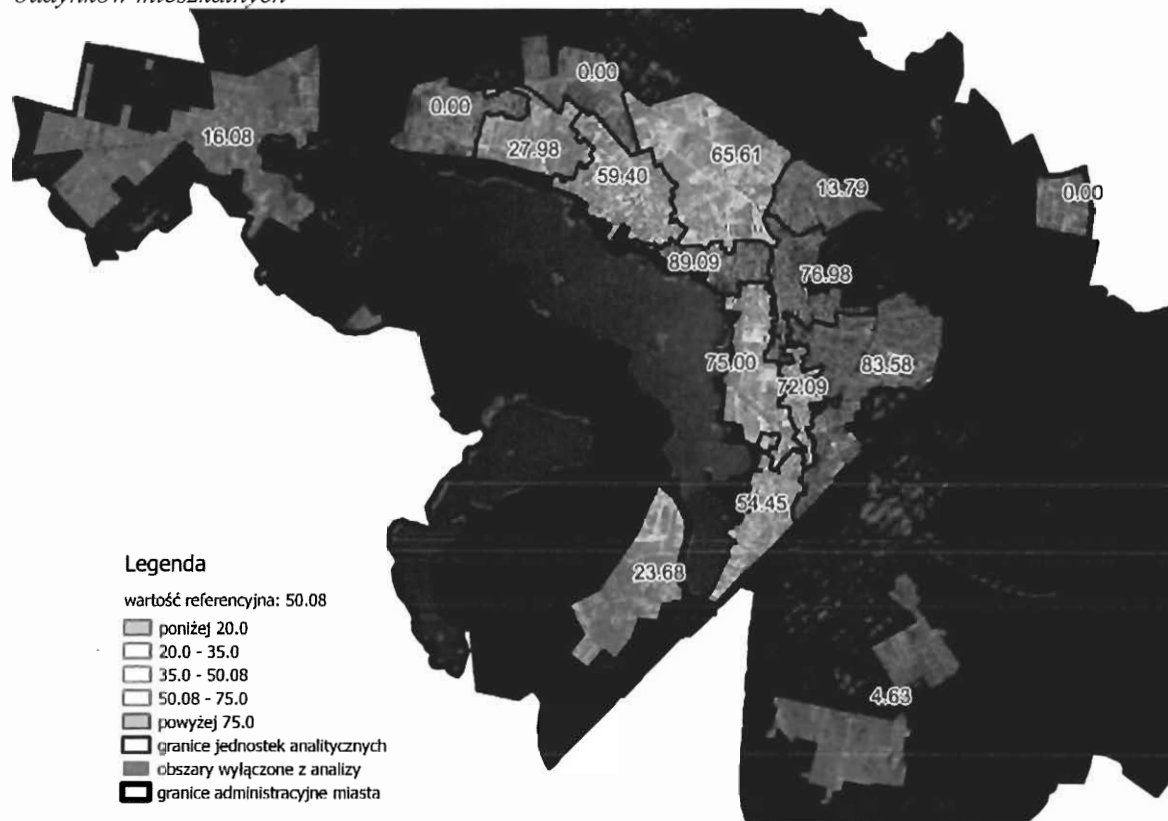 budynków mieszkalnych
0.00
0.00
16.08
27.98
65.61
59.40
13.79
0.00
89.09
76.98
75.00
83.58
72.09
54.45
23.68
4.63
Legenda
wartość referencyjna: 50.08
poniżej 20.0
20.0 - 35.0
35.0 - 50.08
50.08 - 75.0
powyżej 75.0
granice jednostek analitycznych
obszary wyłączone z analizy
granice administracyjne miasta